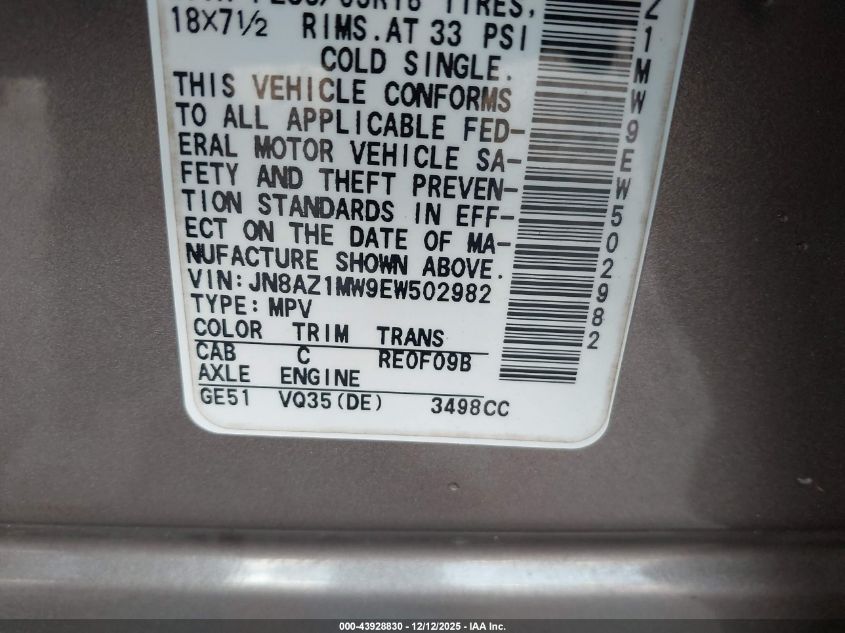 TIRES,
18X7½ RIMS. AT 33 PSI
COLD SINGLE.
THIS VEHICLE CONFORMS
TO ALL APPLICABLE FED-
ERAL MOTOR VEHICLE SA-
FETY AND THEFT PREVEN-
TION STANDARDS IN EFF-
ECT ON THE DATE OF MA-
NUFACTURE SHOWN ABOVE.
VIN:JN8AZ1MW9EW502982
TYPE:MPV
COLOR TRIM TRANS
CAB C RE0F09B
AXLE ENGINE
GE51 VQ35(DE) 3498CC
Z1MW9EW502982
000-43928830 - 12/12/2025 - IAA Inc.